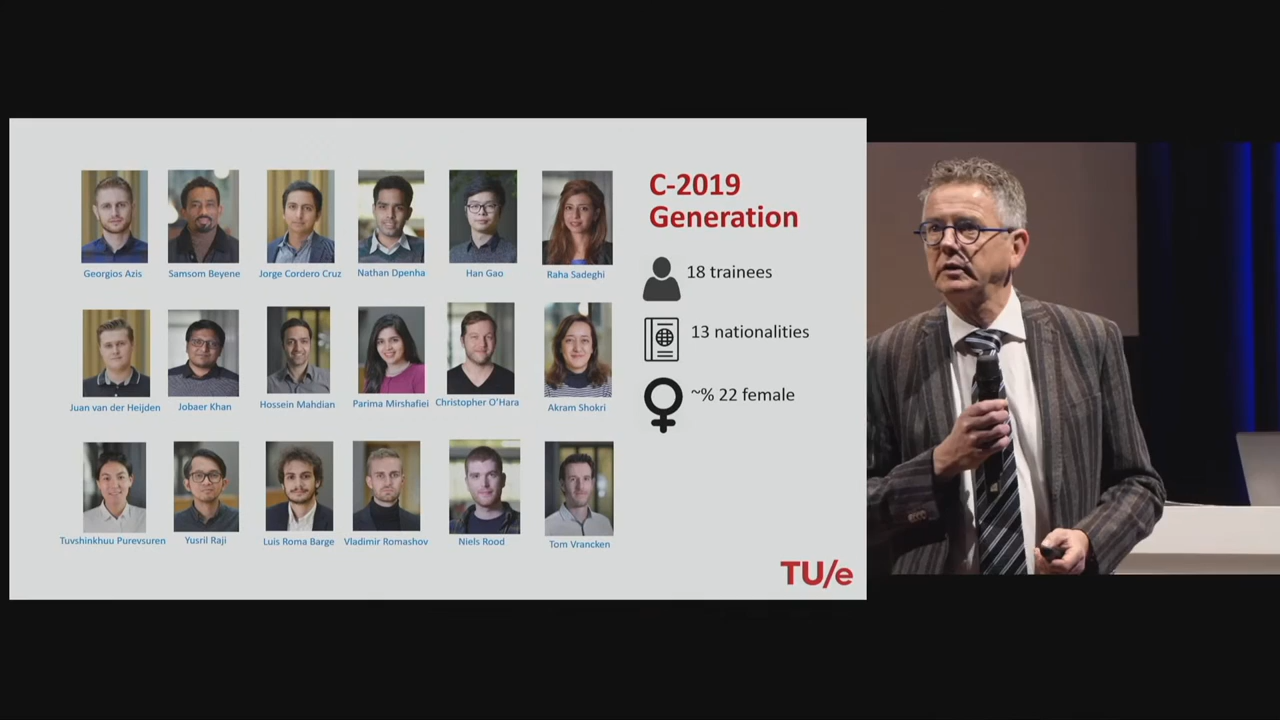 C-2019
Generation
18 trainees
13 nationalities
~% 22 female
Georgios Azis
Samsom Beyene
Jorge Cordero Cruz
Nathan Dpenha
Han Gao
Raha Sadeghi
Juan van der Heijden
Jobaer Khan
Hossein Mahdian
Parima Mirshafiei
Christopher O'Hara
Akram Shokri
Tuvshinkhuu Purevsuren
Yusril Raji
Luis Roma Barge
Vladimir Romashov
Niels Rood
Tom Vrancken
TU/e